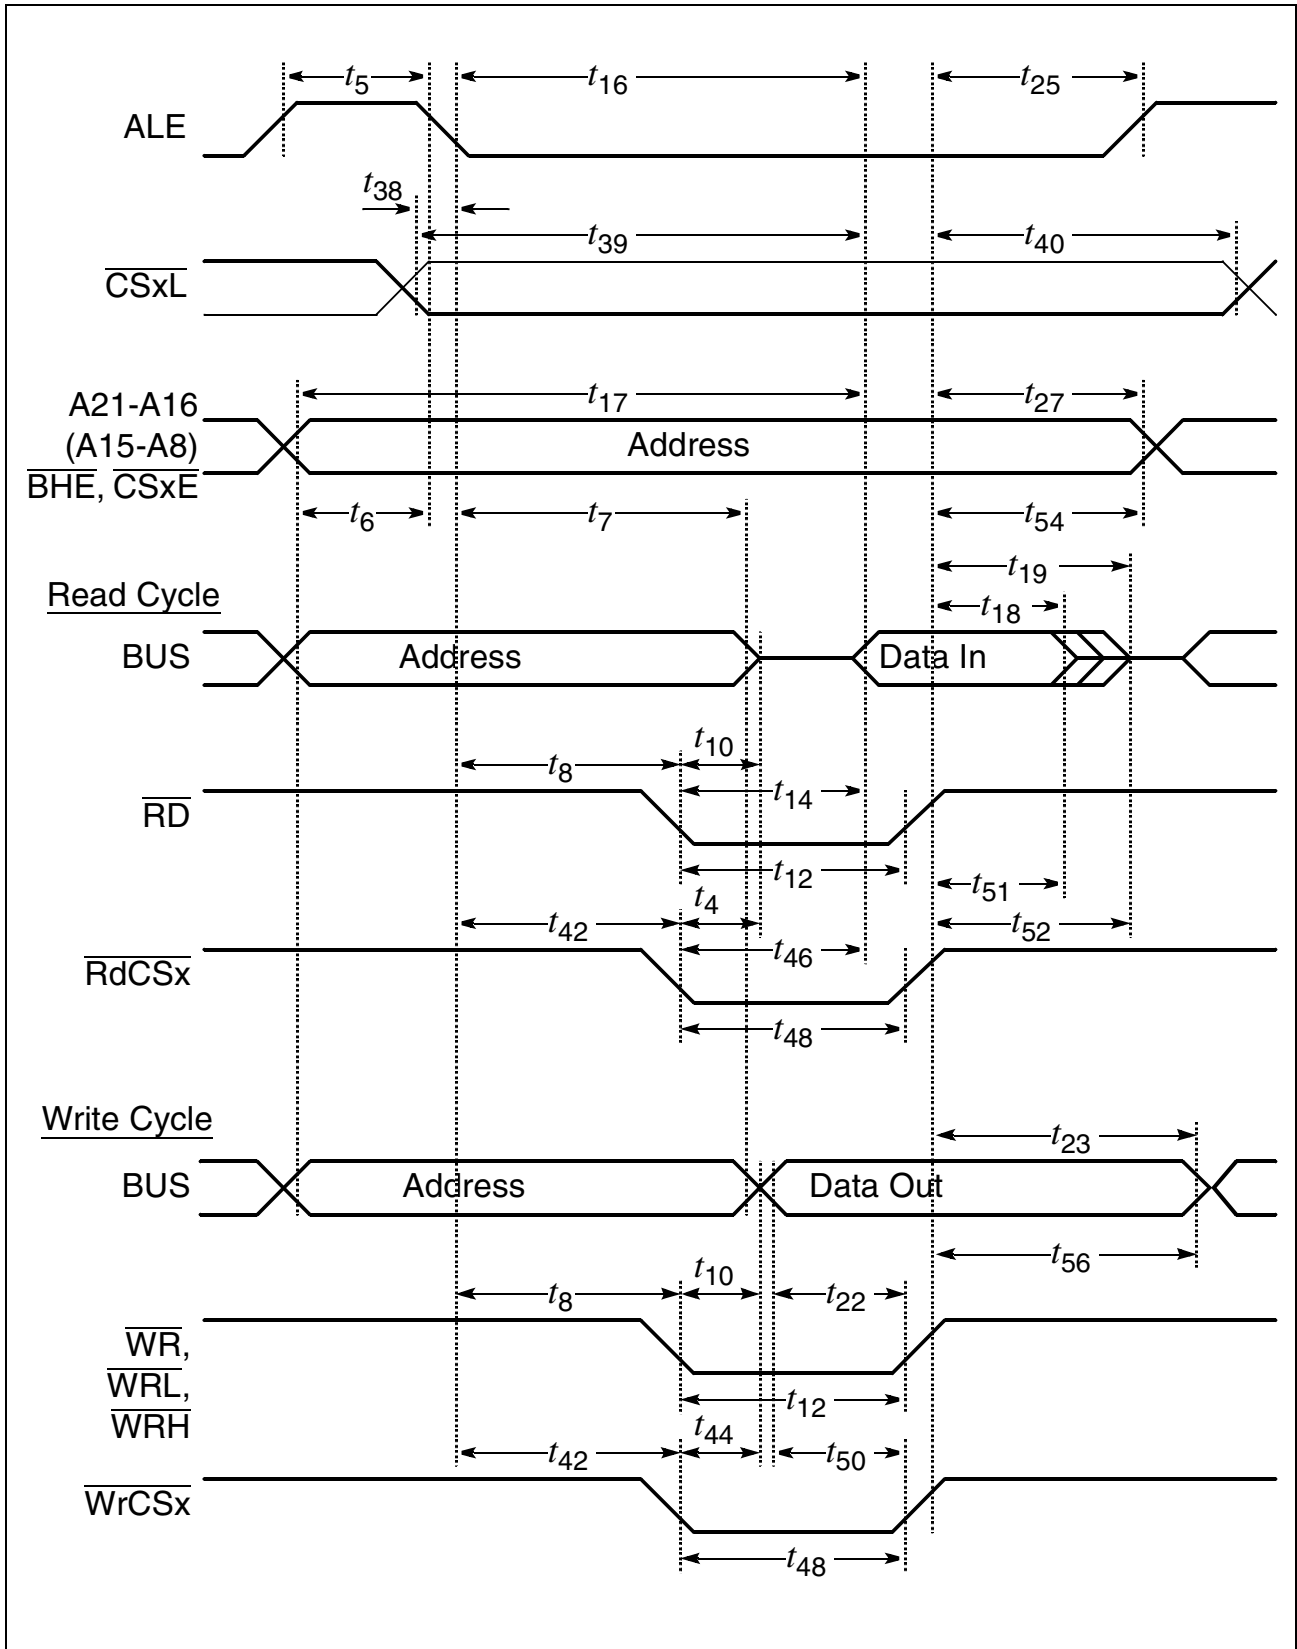 t5
t16
t25
ALE
t38
t39
t40
CSxL
A21-A16
t17
t27
(A15-A8)
Address
BHE, CSxE
t6
t7
t54
t19
Read Cycle
t18
BUS
Address
Data In
t10
t8
t14
RD
t12
t51
t4
t42
t52
t46
RdCSx
t48
Write Cycle
t23
BUS
Address
Data Out
t56
t10
t8
t22
WR,
WRL,
t12
WRH
t44
t42
t50
WrCSx
t48